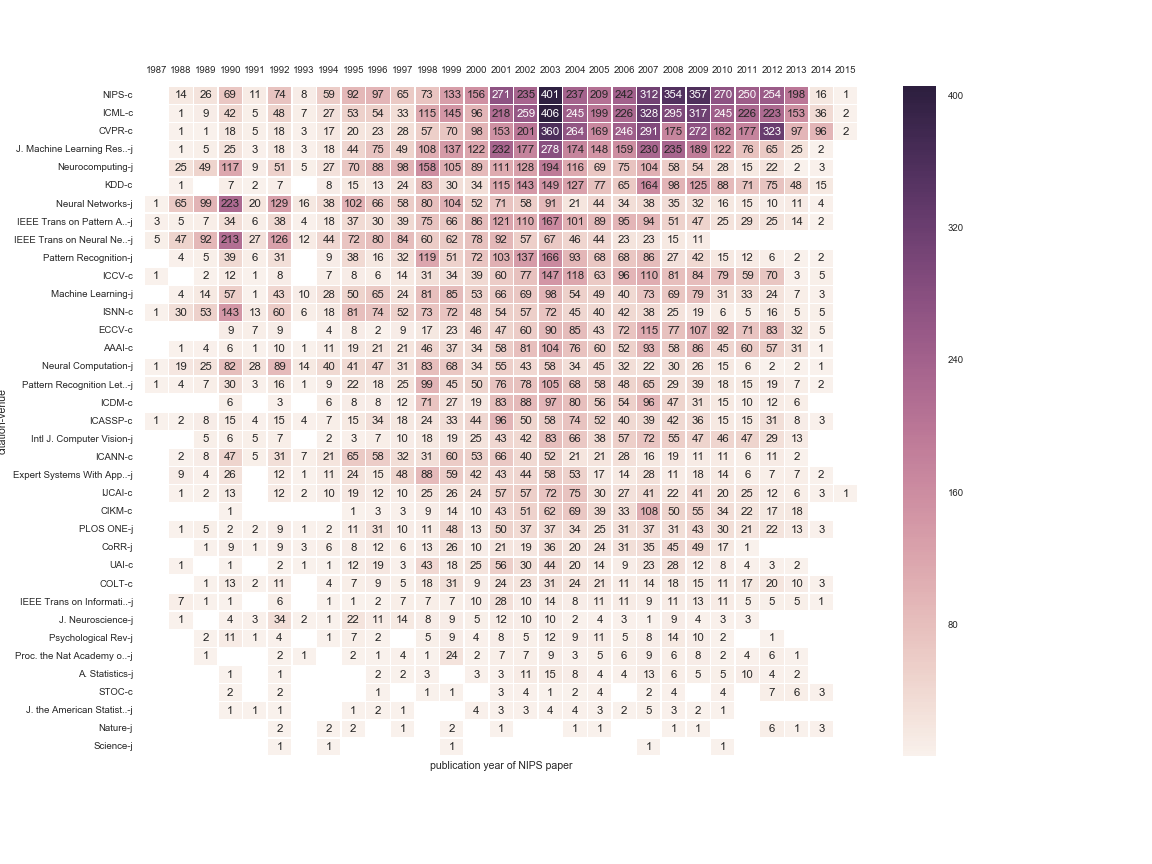 1987 1988 1989 1990 1991 1992 1993 1994 1995 1996 1997 1998 1999 2000 2001 2002 2003 2004 2005 2006 2007 2008 2009 2010 2011 2012 2013 2014 2015
NIPS-c 14 26 69 11 74 8 59 92 97 65 73 133 156 271 235 401 237 209 242 312 354 357 270 250 254 198 16 1
ICML-c 1 9 42 5 48 7 27 53 54 33 115 145 96 218 259 406 245 199 226 328 295 317 245 226 223 153 36 2
CVPR-c 1 1 18 5 18 3 17 20 23 28 57 70 98 153 201 360 264 169 246 291 175 272 182 177 323 97 96 2
J. Machine Learning Res..-j 1 5 25 3 18 3 18 44 75 49 108 137 122 232 177 278 174 148 159 230 235 189 122 76 65 25 2
Neurocomputing-j 25 49 117 9 51 5 27 70 88 98 158 105 89 111 128 194 116 69 75 104 58 54 28 15 22 2 3
KDD-c 1 7 2 7 8 15 13 24 83 30 34 115 143 149 127 77 65 164 98 125 88 71 75 48 15
Neural Networks-j 1 65 99 223 20 129 16 38 102 66 58 80 104 52 71 58 91 21 44 34 38 35 32 16 15 10 11 4
IEEE Trans on Pattern A..-j 3 5 7 34 6 38 4 18 37 30 39 75 66 86 121 110 167 101 89 95 94 51 47 25 29 25 14 2
IEEE Trans on Neural Ne..-j 5 47 92 213 27 126 12 44 72 80 84 60 62 78 92 57 67 46 44 23 23 15 11
Pattern Recognition-j 4 5 39 6 31 9 38 16 32 119 51 72 103 137 166 93 68 68 86 27 42 15 12 6 2 2
ICCV-c 1 2 12 1 8 7 8 6 14 31 34 39 60 77 147 118 63 96 110 81 84 79 59 70 3 5
Machine Learning-j 4 14 57 1 43 10 28 50 65 24 81 85 53 66 69 98 54 49 40 73 69 79 31 33 24 7 3
ISNN-c 1 30 53 143 13 60 6 18 81 74 52 73 72 48 54 57 72 45 40 42 38 25 19 6 5 16 5 5
ECCV-c 9 7 9 4 8 2 9 17 23 46 47 60 90 85 43 72 115 77 107 92 71 83 32 5
AAAI-c 1 4 6 1 10 1 11 19 21 21 46 37 34 58 81 104 76 60 52 93 58 86 45 60 57 31 1
Neural Computation-j 1 19 25 82 28 89 14 40 41 47 31 83 68 34 55 43 58 34 45 32 22 30 26 15 6 2 2 1
Pattern Recognition Let..-j 1 4 7 30 3 16 1 9 22 18 25 99 45 50 76 78 105 68 58 48 65 29 39 18 15 19 7 2
ICDM-c 6 3 6 8 8 12 71 27 19 83 88 97 80 56 54 96 47 31 15 10 12 6
ICASSP-c 1 2 8 15 4 15 4 7 15 34 18 24 33 44 96 50 58 74 52 40 39 42 36 15 15 31 8 3
Intl J. Computer Vision-j 5 6 5 7 2 3 7 10 18 19 25 43 42 83 66 38 57 72 55 47 46 47 29 13
ICANN-c 2 8 47 5 31 7 21 65 58 32 31 60 53 66 40 52 21 21 28 16 19 11 11 6 11 2
Expert Systems With App..-j 9 4 26 12 1 11 24 15 48 88 59 42 43 44 58 53 17 14 28 11 18 14 6 7 7 2
IJCAI-c 1 2 13 12 2 10 19 12 10 25 26 24 57 57 72 75 30 27 41 22 41 20 25 12 6 3 1
CIKM-c 1 1 3 3 9 14 10 43 51 62 69 39 33 108 50 55 34 22 17 18
PLOS ONE-j 1 5 2 2 9 1 2 11 31 10 11 48 13 50 37 37 34 25 31 37 31 43 30 21 22 13 3
CoRR-j 1 9 1 9 3 6 8 12 6 13 26 10 21 19 36 20 24 31 35 45 49 17 1
UAI-c 1 1 2 1 1 12 19 3 43 18 25 56 30 44 20 14 9 23 28 12 8 4 3 2
COLT-c 1 13 2 11 4 7 9 5 18 31 9 24 23 31 24 21 11 14 18 15 11 17 20 10 3
IEEE Trans on Informati..-j 7 1 1 6 1 1 2 7 7 7 10 28 10 14 8 11 11 9 11 13 11 5 5 5 1
J. Neuroscience-j 1 4 3 34 2 1 22 11 14 8 9 5 12 10 10 2 4 3 1 9 4 3 3
Psychological Rev-j 2 11 1 4 1 7 2 5 9 4 8 5 12 9 11 5 8 14 10 2 1
Proc. the Nat Academy o..-j 1 2 1 2 1 4 1 24 2 7 7 9 3 5 6 9 6 8 2 4 6 1
A. Statistics-j 1 1 2 2 3 3 3 11 15 8 4 4 13 6 5 5 10 4 2
STOC-c 2 2 1 1 1 3 4 1 2 4 2 4 4 7 6 3
J. the American Statist..-j 1 1 1 1 2 1 4 3 3 4 4 3 2 5 3 2 1
Nature-j 2 2 2 1 2 1 1 1 1 1 6 1 3
Science-j 1 1 1 1 1
publication year of NIPS paper
400
320
240
160
80